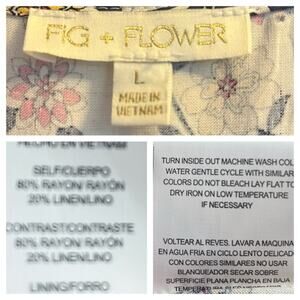 FIG + FLOWER
L
MADE IN
VIETNAM
HECHO EN VIETNAM
SELF/CUERPO
80% RAYON/ RAYÓN
20% LINEN/LINO
CONTRAST/CONTRASTE
80% RAYON/ RAYÓN
20% LINEN/LINO
LINING/FORRO
TURN INSIDE OUT MACHINE WASH COL
WATER GENTLE CYCLE WITH SIMILAR
COLORS DO NOT BLEACH LAY FLAT TO
DRY IRON ON LOW TEMPERATURE
IF NECESSARY
VOLTEAR AL REVES. LAVAR A MAQUINA
EN AGUA FRIA EN CICLO LENTO DELICADO
CON COLORES SIMILARES NO USAR
BLANQUEADOR SECAR SOBRE
SUPERFICIE PLANA PLANCHA EN BAJA